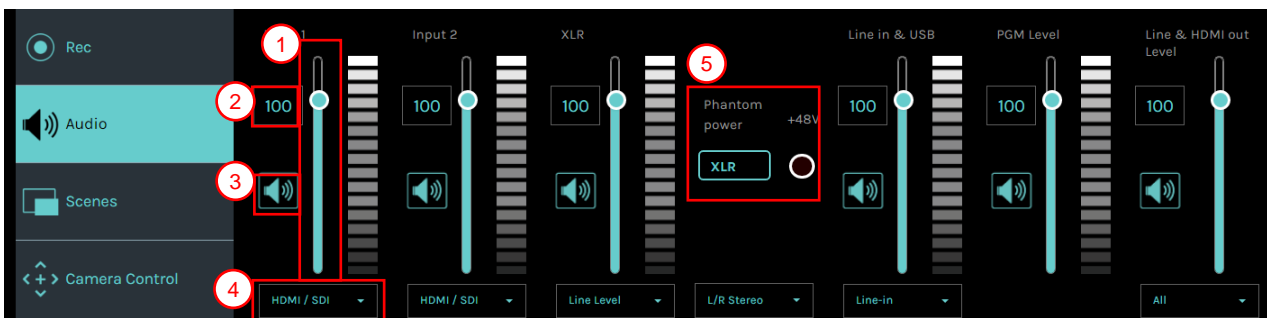 Rec
Audio
Scenes
Camera Control
1
1
2
100
3
4
HDMI / SDI
Input 2
100
HDMI / SDI
XLR
100
Line Level
5
Phantom
power
+48V
XLR
L/R Stereo
Line in & USB
100
Line-in
PGM Level
100
Line & HDMI out
Level
100
All